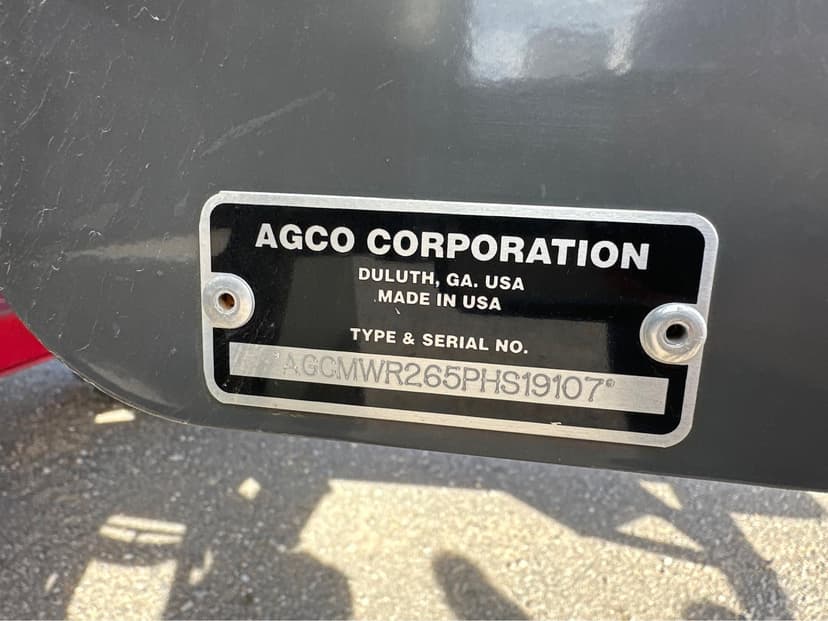 AGCO CORPORATION
DULUTH, GA. USA
MADE IN USA
TYPE & SERIAL NO.
AGCMWR265PHS19107